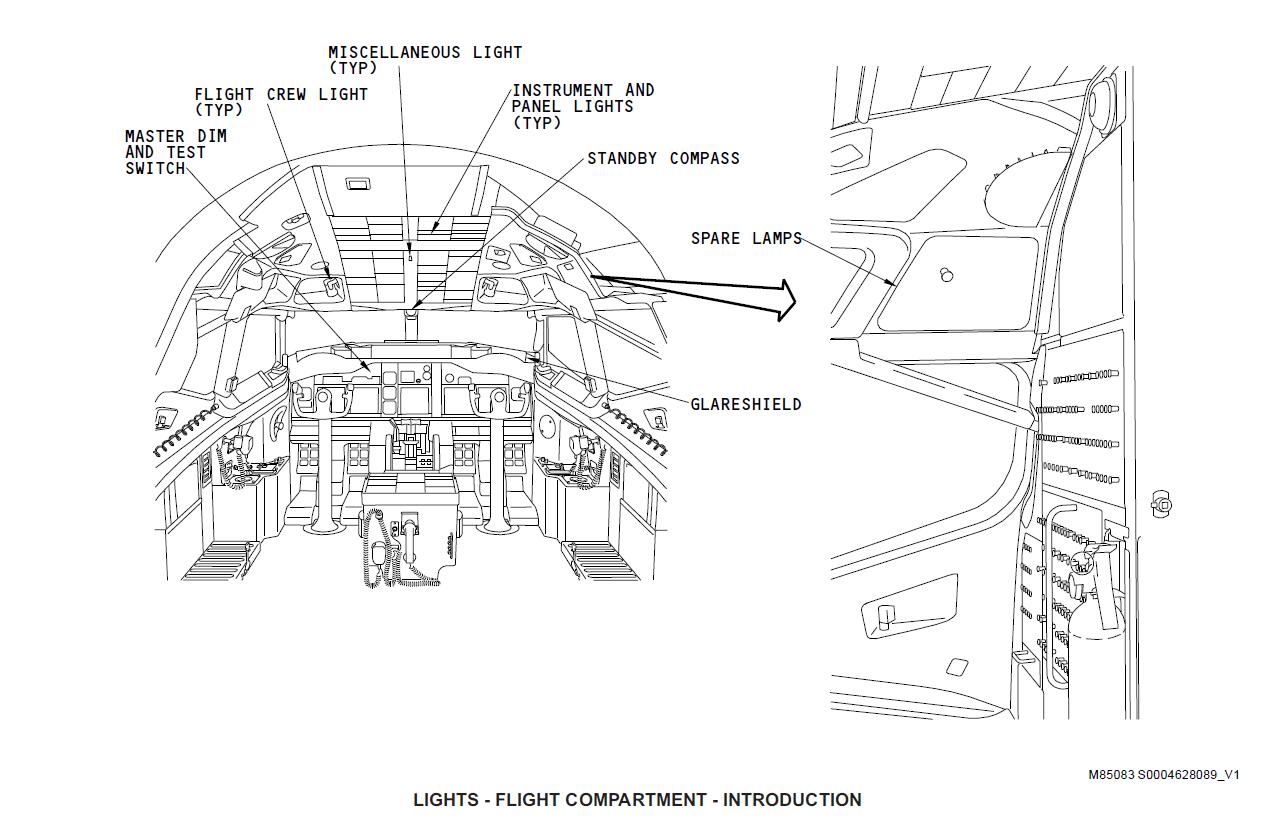 MISCELLANEOUS LIGHT
(TYP)
FLIGHT CREW LIGHT
(TYP)
INSTRUMENT AND
PANEL LIGHTS
(TYP)
MASTER DIM
AND TEST
SWITCH
STANDBY COMPASS
SPARE LAMPS
GLARESHIELD
M85083 S0004628089_V1
LIGHTS - FLIGHT COMPARTMENT - INTRODUCTION